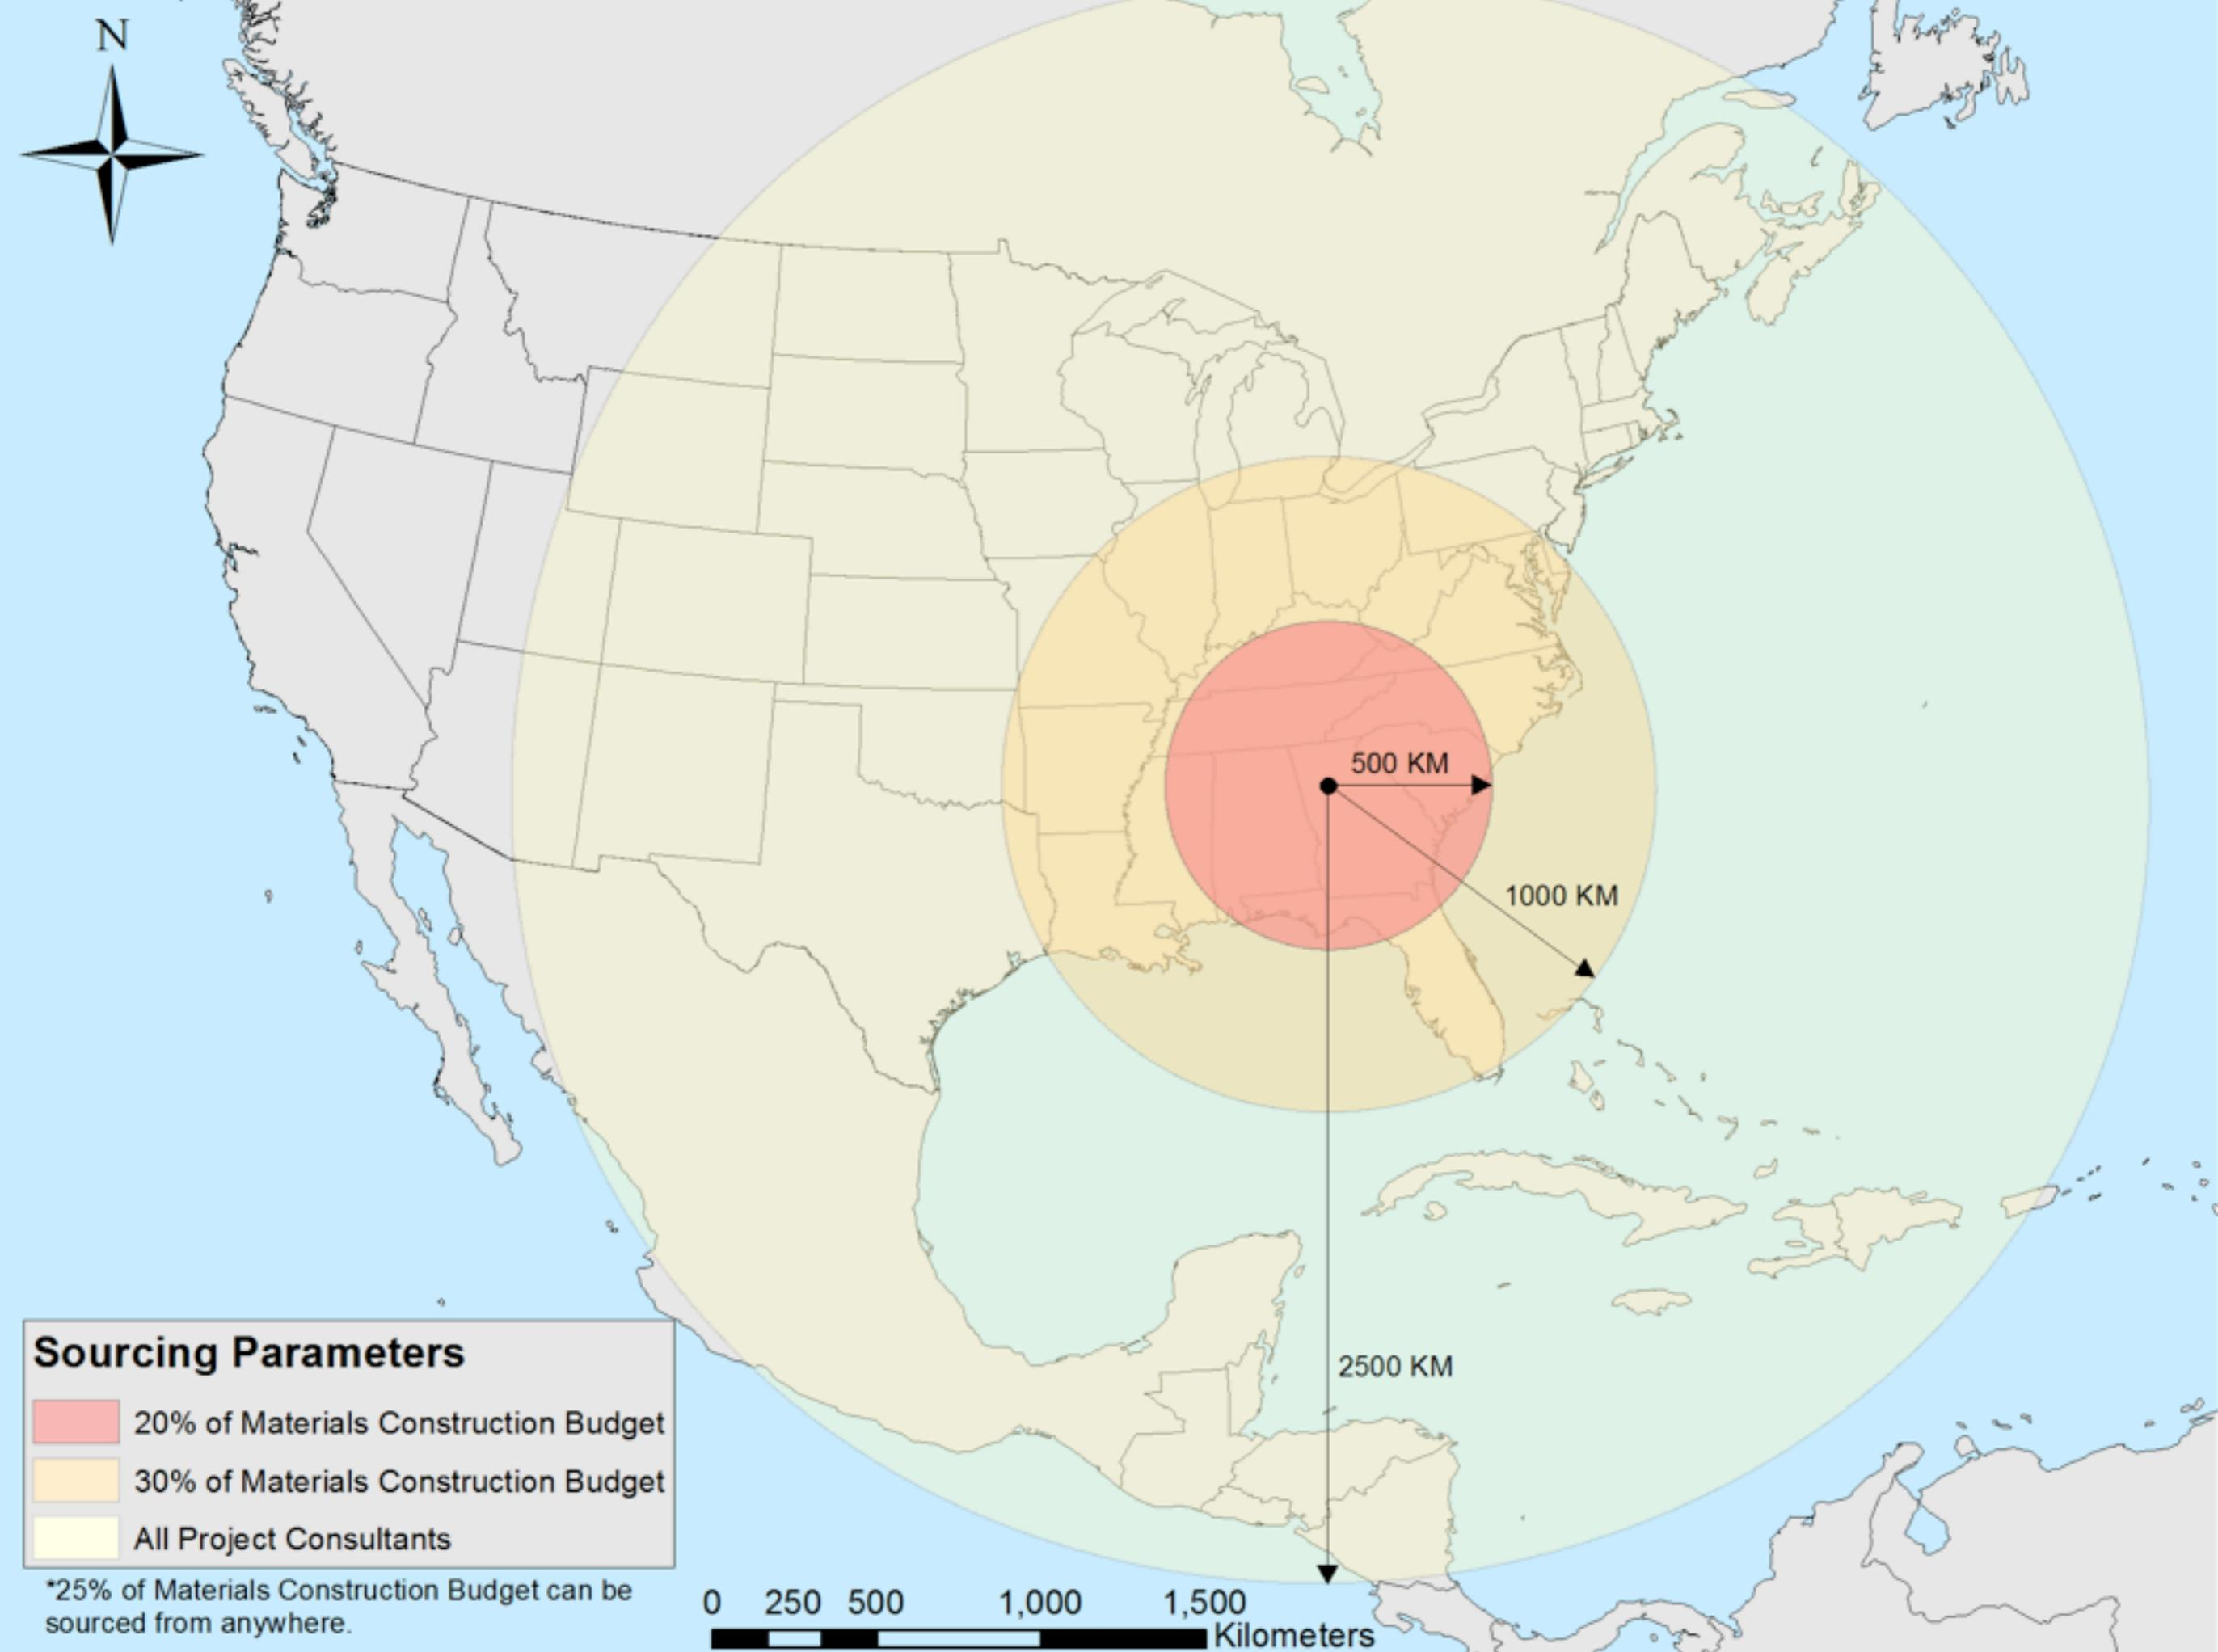 N
500 KM
1000 KM
2500 KM
Sourcing Parameters
20% of Materials Construction Budget
30% of Materials Construction Budget
All Project Consultants
*25% of Materials Construction Budget can be
sourced from anywhere.
0 250 500 1,000 1,500
Kilometers